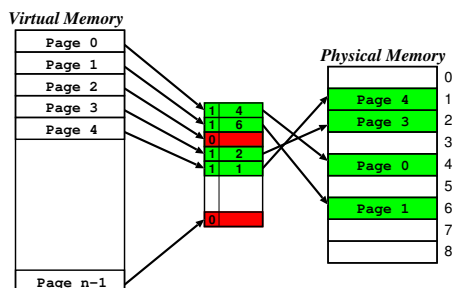 Virtual Memory
Page 0
Page 1
Page 2
Page 3
Page 4
Page n-1
1 4
1 6
0
1 2
1 1
0
Physical Memory
0
Page 4 1
Page 3 2
3
Page 0 4
5
Page 1 6
7
8